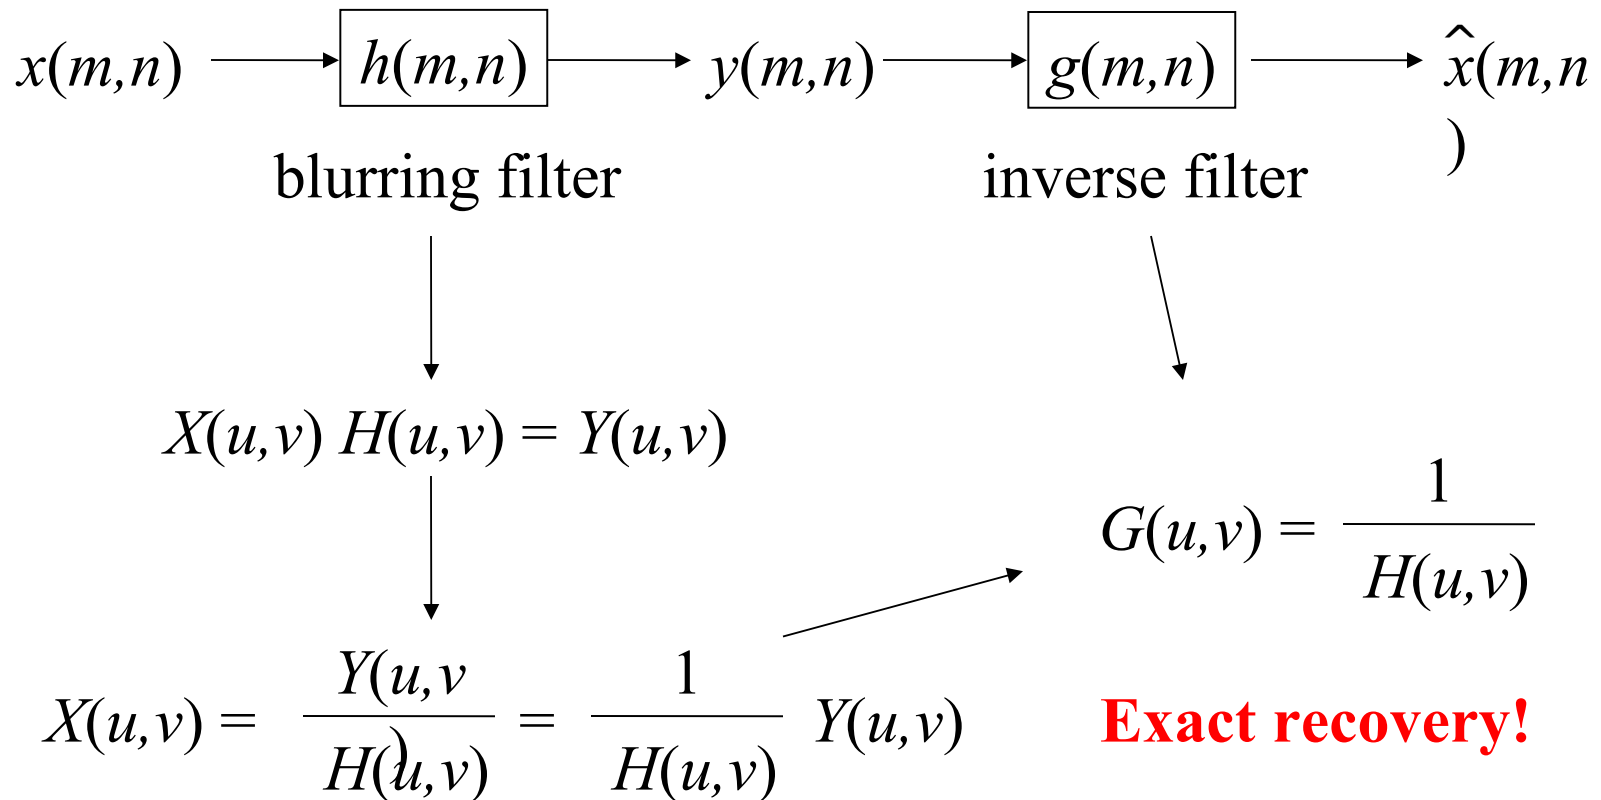 x(m,n) h(m,n) y(m,n) g(m,n) x̂(m,n
)
blurring filter inverse filter
X(u,v) H(u,v) = Y(u,v)
G(u,v) = 1
H(u,v)
X(u,v) = Y(u,v
)
H(u,v) = 1
H(u,v) Y(u,v)
Exact recovery!